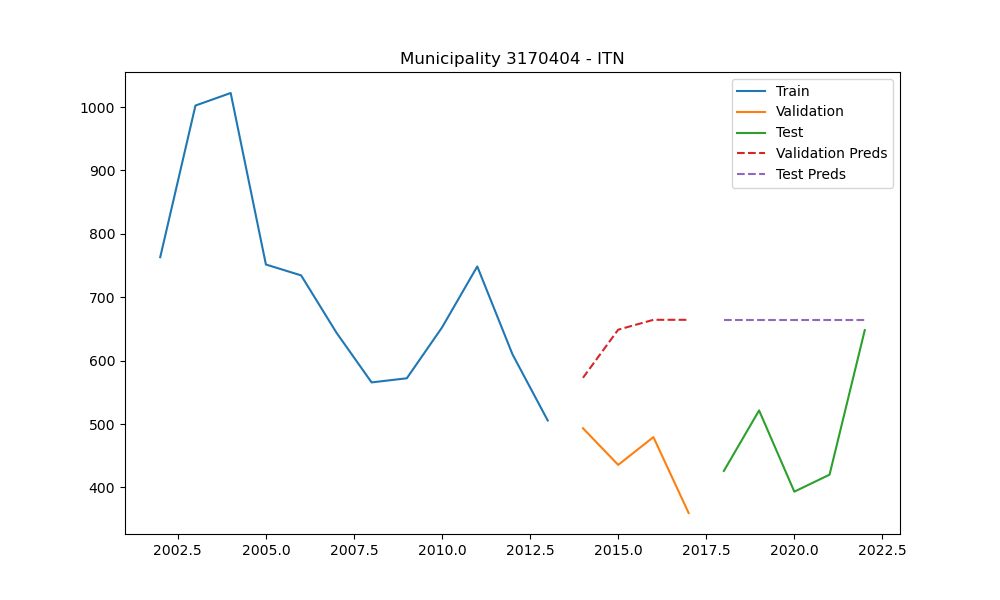 Municipality 3170404 - ITN
Train
Validation
Test
Validation Preds
Test Preds
1000
900
800
700
600
500
400
2002.5 2005.0 2007.5 2010.0 2012.5 2015.0 2017.5 2020.0 2022.5